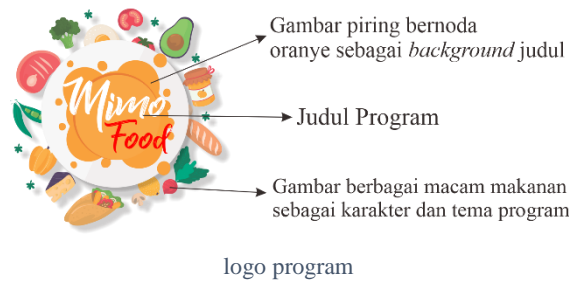 Gambar piring bernoda
oranye sebagai background judul
Mimo
Food
Judul Program
Gambar berbagai macam makanan
sebagai karakter dan tema program
logo program